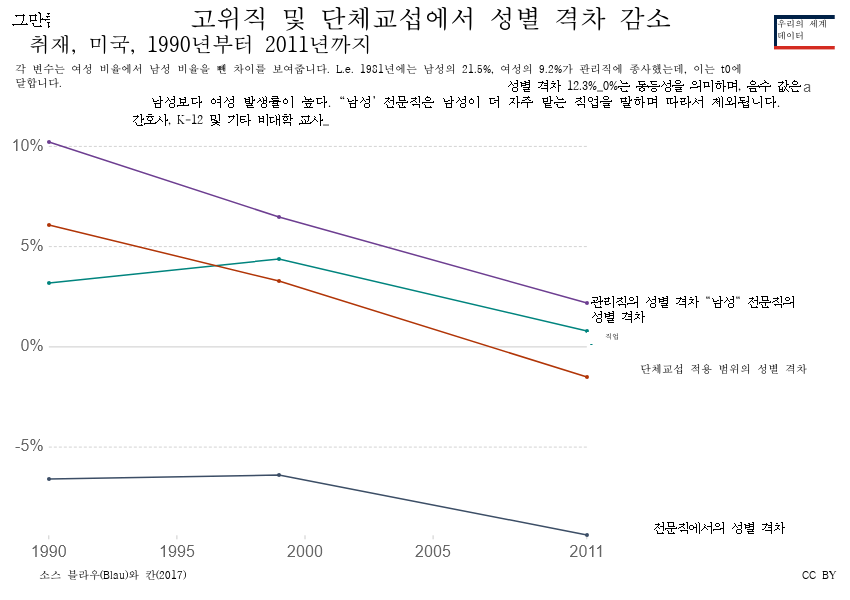 그만
고위직 및 단체교섭에서 성별 격차 감소
우리의 세계
데이터
취재, 미국, 1990년부터 2011년까지
각 변수는 여성 비율에서 남성 비율을 뺀 차이를 보여줍니다. L.e. 1981년에는 남성의 21.5%, 여성의 9.2%가 관리직에 종사했는데, 이는 t0에
달합니다.
성별 격차 12.3%_0%는 동등성을 의미하며, 음수 값은 a
남성보다 여성 발생률이 높다. “남성’ 전문직은 남성이 더 자주 맡는 직업을 말하며 따라서 제외됩니다.
간호사, K-12 및 기타 비대학 교사_
10%
5%
0%
-5%
관리직의 성별 격차 “남성" 전문직의
성별 격차
직업
단체교섭 적용 범위의 성별 격차
전문직에서의 성별 격차
1990
1995
2000
2005
2011
소스 블라우(Blau)와 칸(2017)
CC BY